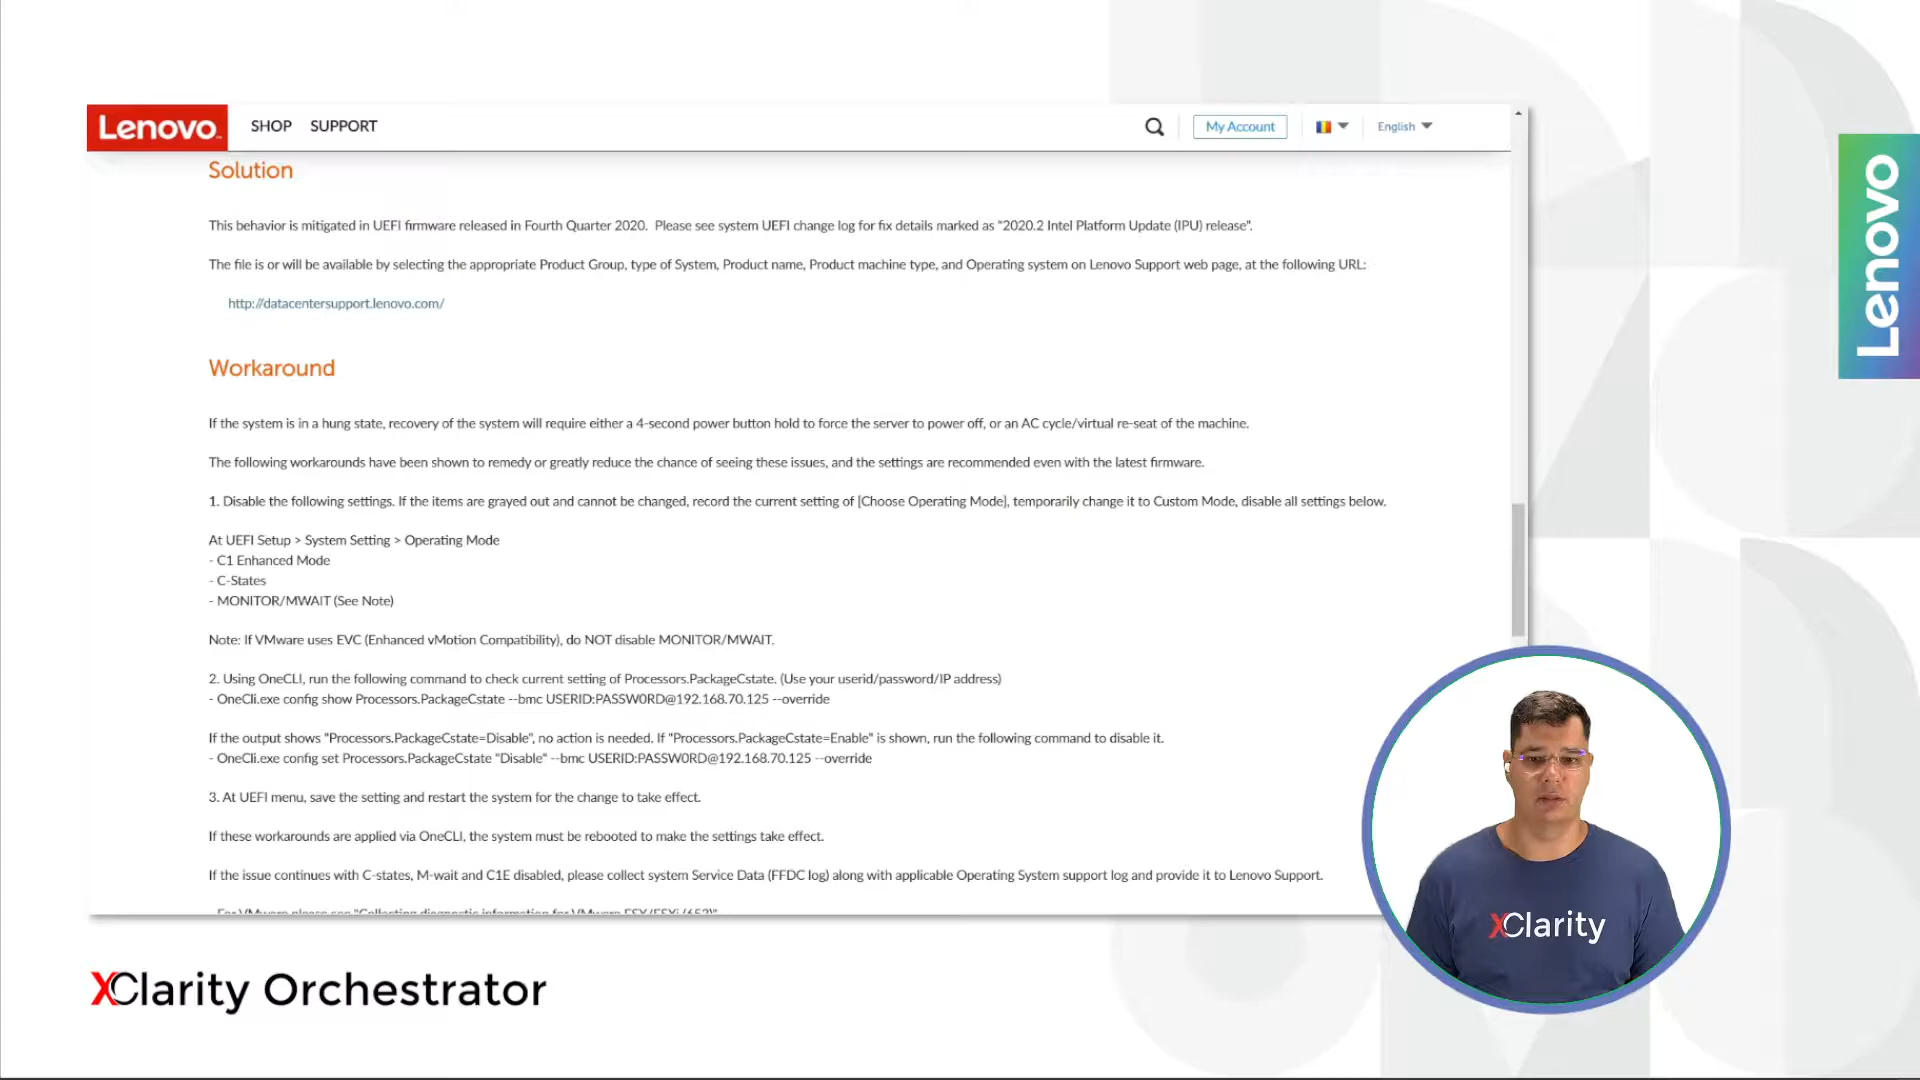 Lenovo
SHOP SUPPORT
My Account
English
Solution
This behavior is mitigated in UEFI firmware released in Fourth Quarter 2020. Please see system UEFI change log for fix details marked as "2020.2 Intel Platform Update (IPU) release".
The file is or will be available by selecting the appropriate Product Group, type of System, Product name, Product machine type, and Operating system on Lenovo Support web page, at the following URL:
http://datacentersupport.lenovo.com/
Workaround
If the system is in a hung state, recovery of the system will require either a 4-second power button hold to force the server to power off, or an AC cycle/virtual re-seat of the machine.
The following workarounds have been shown to remedy or greatly reduce the chance of seeing these issues, and the settings are recommended even with the latest firmware.
1. Disable the following settings. If the items are grayed out and cannot be changed, record the current setting of [Choose Operating Mode], temporarily change it to Custom Mode, disable all settings below.
At UEFI Setup > System Setting > Operating Mode
- C1 Enhanced Mode
- C-States
- MONITOR/MWAIT (See Note)
Note: If VMware uses EVC (Enhanced vMotion Compatibility), do NOT disable MONITOR/MWAIT.
2. Using OneCLI, run the following command to check current setting of Processors.PackageCstate. (Use your userid/password/IP address)
- OneCli.exe config show Processors.PackageCstate --bmc USERID:PASSW0RD@192.168.70.125 --override
If the output shows "Processors.PackageCstate=Disable", no action is needed. If "Processors.PackageCstate=Enable" is shown, run the following command to disable it.
- OneCli.exe config set Processors.PackageCstate "Disable" --bmc USERID:PASSW0RD@192.168.70.125 --override
3. At UEFI menu, save the setting and restart the system for the change to take effect.
If these workarounds are applied via OneCLI, the system must be rebooted to make the settings take effect.
If the issue continues with C-states, M-wait and C1E disabled, please collect system Service Data (FFDC log) along with applicable Operating System support log and provide it to Lenovo Support.
For VMware please see "Collecting diagnostic information for VMware ESX/ESXi (653)"
XClarity Orchestrator
XClarity
Lenovo